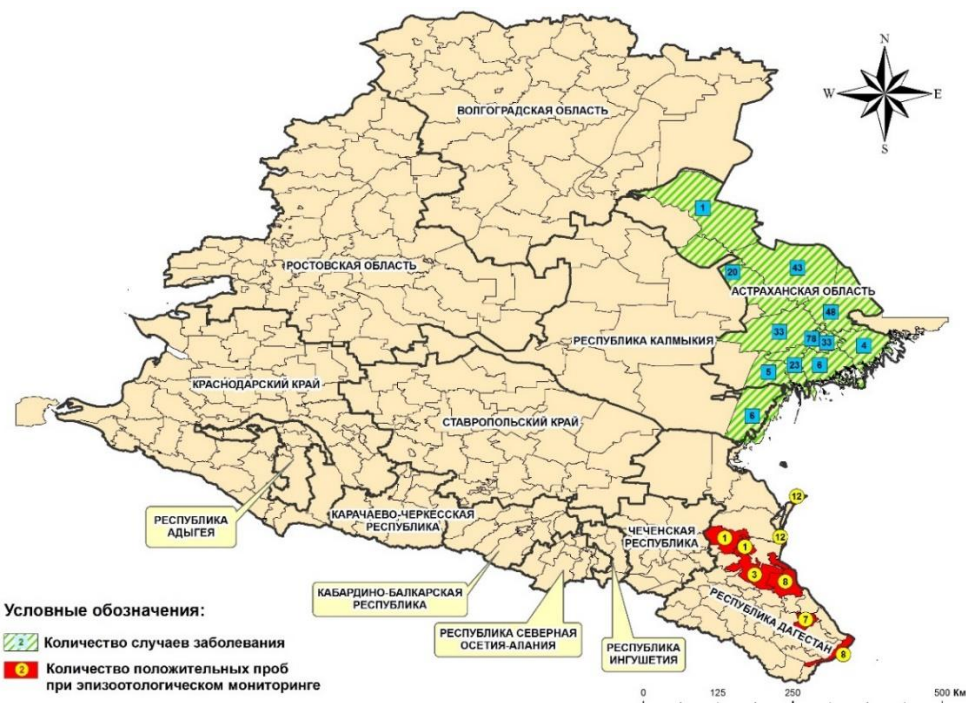 N
W E
S
ВОЛГОГРАДСКАЯ ОБЛАСТЬ
1
РОСТОВСКАЯ ОБЛАСТЬ
20
43
АСТРАХАНСКАЯ ОБЛАСТЬ
48
33
78
33
4
РЕСПУБЛИКА КАЛМЫКИЯ
5
23
6
КРАСНОДАРСКИЙ КРАЙ
СТАВРОПОЛЬСКИЙ КРАЙ
6
12
РЕСПУБЛИКА
АДЫГЕЯ
КАРАЧАЕВО-ЧЕРКЕССКАЯ
РЕСПУБЛИКА
ЧЕЧЕНСКАЯ
РЕСПУБЛИКА
12
1
1
3
8
КАБАРДИНО-БАЛКАРСКАЯ
РЕСПУБЛИКА
РЕСПУБЛИКА СЕВЕРНАЯ
ОСЕТИЯ-АЛАНИЯ
РЕСПУБЛИКА
ИНГУШЕТИЯ
РЕСПУБЛИКА ДАГЕСТАН
7
8
Условные обозначения:
2 Количество случаев заболевания
2 Количество положительных проб
при эпизоотологическом мониторинге
0 125 250 500 Км